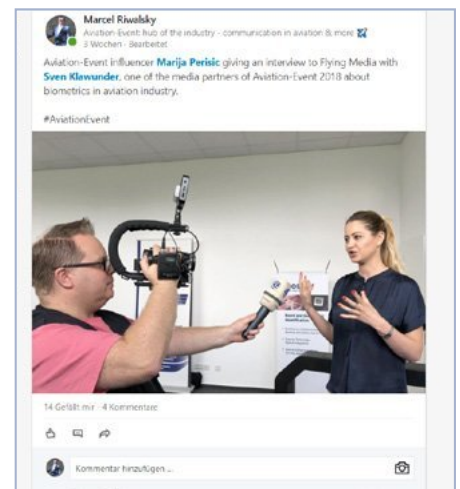 Marcel Riwalsky
Aviation-Event: hub of the industry - communication in aviation & more
3 Wochen - Bearbeitet
Aviation-Event influencer Marija Perisic giving an interview to Flying Media with
Sven Klawunder, one of the media partners of Aviation-Event 2018 about
biometrics in aviation industry.
#AviationEvent
14 Gefällt mir · 4 Kommentare
Kommentar hinzufügen ...